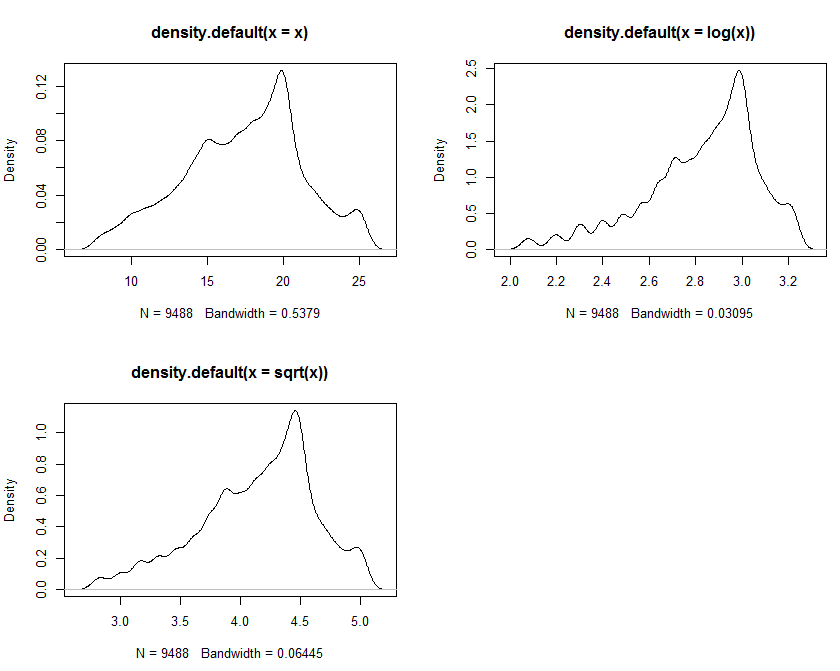 density.default(x = x)
Density
0.00
0.04
0.08
0.12
10 15 20 25
N = 9488 Bandwidth = 0.5379
density.default(x = log(x))
Density
0.0
0.5
1.0
1.5
2.0
2.5
2.0 2.2 2.4 2.6 2.8 3.0 3.2
N = 9488 Bandwidth = 0.03095
density.default(x = sqrt(x))
Density
0.0
0.2
0.4
0.6
0.8
1.0
3.0 3.5 4.0 4.5 5.0
N = 9488 Bandwidth = 0.06445